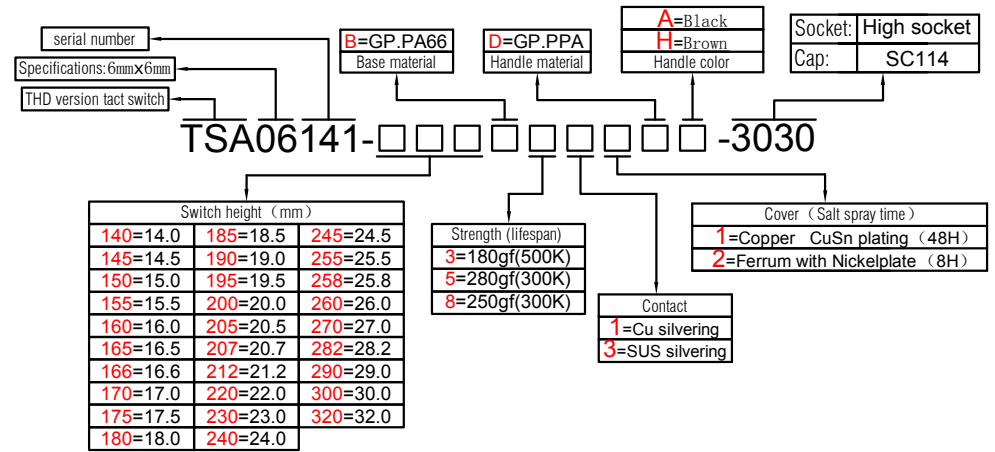 serial number
Specifications:6mmX6mm
THD version tact switch
B=GP.PA66
Base material
D=GP.PPA
Handle material
A=Black
H=Brown
Handle color
Socket: High socket
Cap: SC114
TSA06141-□□□□□□□□□-3030
Switch height（mm）
140=14.0 185=18.5 245=24.5
145=14.5 190=19.0 255=25.5
150=15.0 195=19.5 258=25.8
155=15.5 200=20.0 260=26.0
160=16.0 205=20.5 270=27.0
165=16.5 207=20.7 282=28.2
166=16.6 212=21.2 290=29.0
170=17.0 220=22.0 300=30.0
175=17.5 230=23.0 320=32.0
180=18.0 240=24.0
Strength (lifespan)
3=180gf(500K)
5=280gf(300K)
8=250gf(300K)
Contact
1=Cu silvering
3=SUS silvering
Cover（Salt spray time）
1=Copper CuSn plating（48H）
2=Ferrum with Nickelplate（8H）